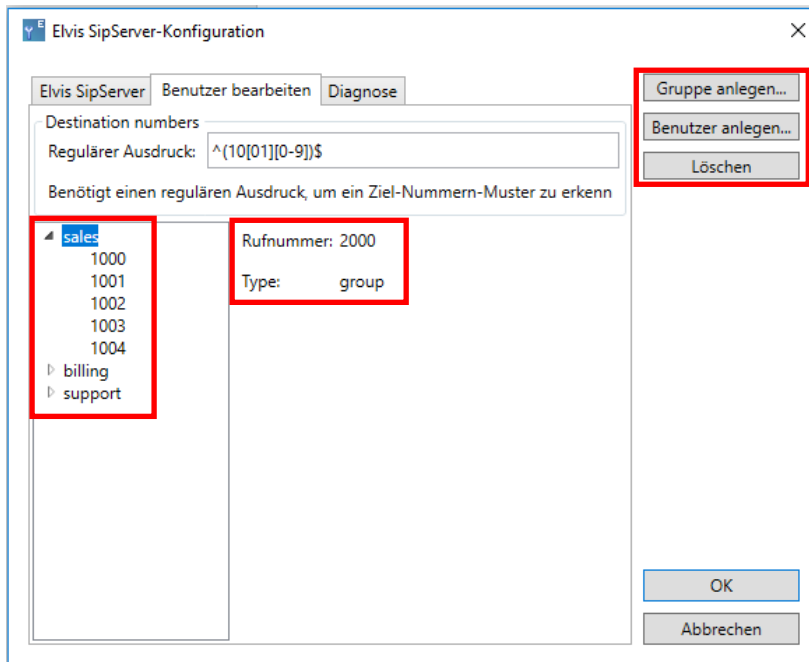 Elvis SipServer-Konfiguration
Elvis SipServer Benutzer bearbeiten Diagnose
Destination numbers
Regulärer Ausdruck: ^(10[01][0-9])$
Benötigt einen regulären Ausdruck, um ein Ziel-Nummern-Muster zu erkenn
sales
1000
1001
1002
1003
1004
billing
support
Rufnummer: 2000
Type: group
Gruppe anlegen...
Benutzer anlegen...
Löschen
OK
Abbrechen